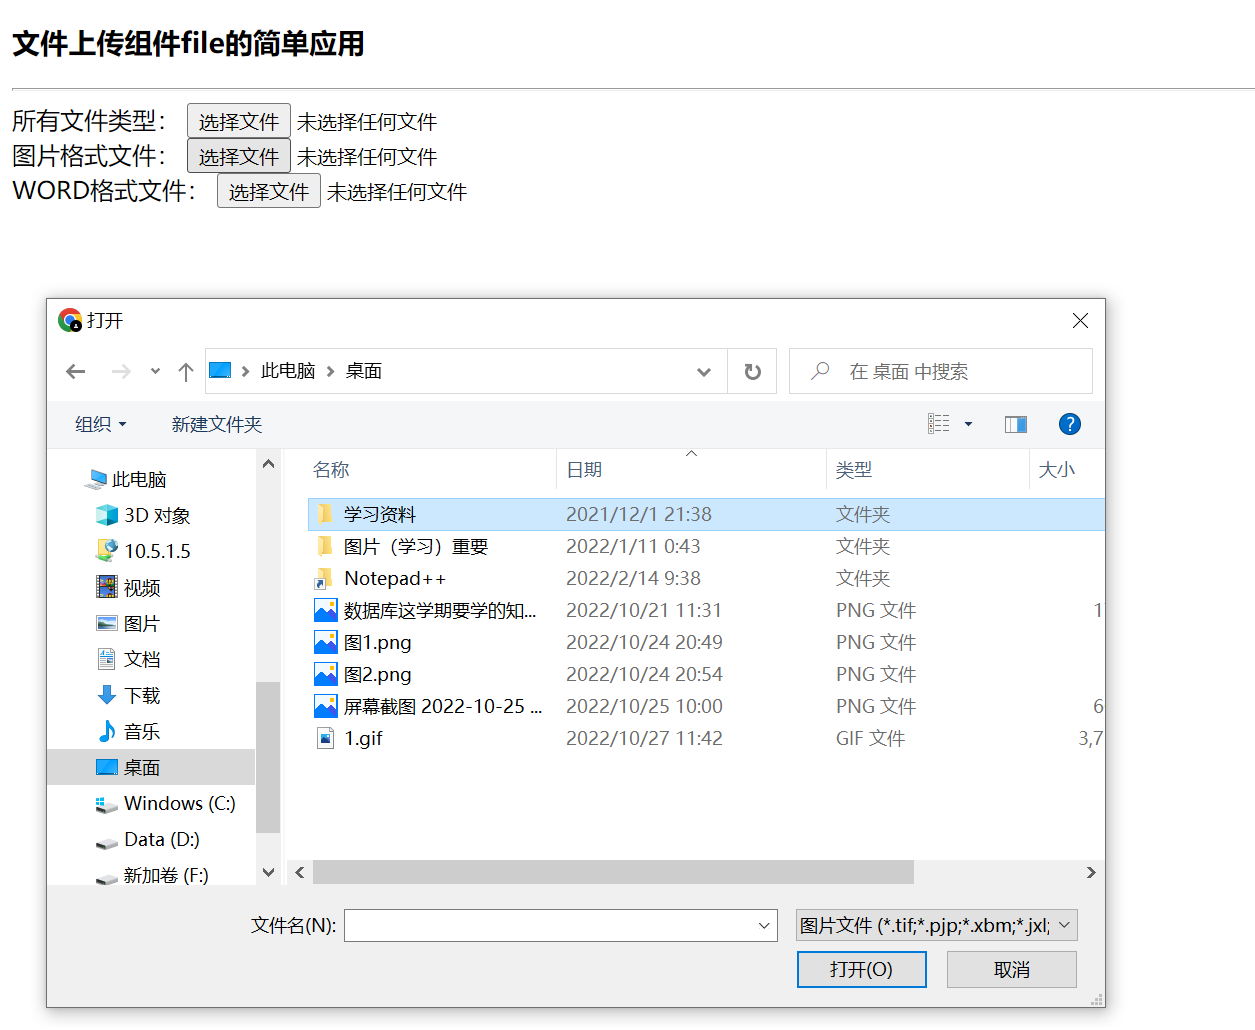 文件上传组件file的简单应用
所有文件类型： 选择文件 未选择任何文件
图片格式文件： 选择文件 未选择任何文件
WORD格式文件： 选择文件 未选择任何文件
打开
此电脑 桌面
在 桌面 中搜索
组织 新建文件夹
名称 日期 类型 大小
此电脑
3D 对象
10.5.1.5
视频
图片
文档
下载
音乐
桌面
Windows (C:)
Data (D:)
新加卷 (F:)
学习资料 2021/12/1 21:38 文件夹
图片（学习）重要 2022/1/11 0:43 文件夹
Notepad++ 2022/2/14 9:38 文件夹
数据库这学期要学的知... 2022/10/21 11:31 PNG 文件 1
图1.png 2022/10/24 20:49 PNG 文件
图2.png 2022/10/24 20:54 PNG 文件
屏幕截图 2022-10-25 ... 2022/10/25 10:00 PNG 文件 6
1.gif 2022/10/27 11:42 GIF 文件 3,7
文件名(N):
图片文件 (*.tif;*.pjp;*.xbm;*.jxl;
打开(O) 取消